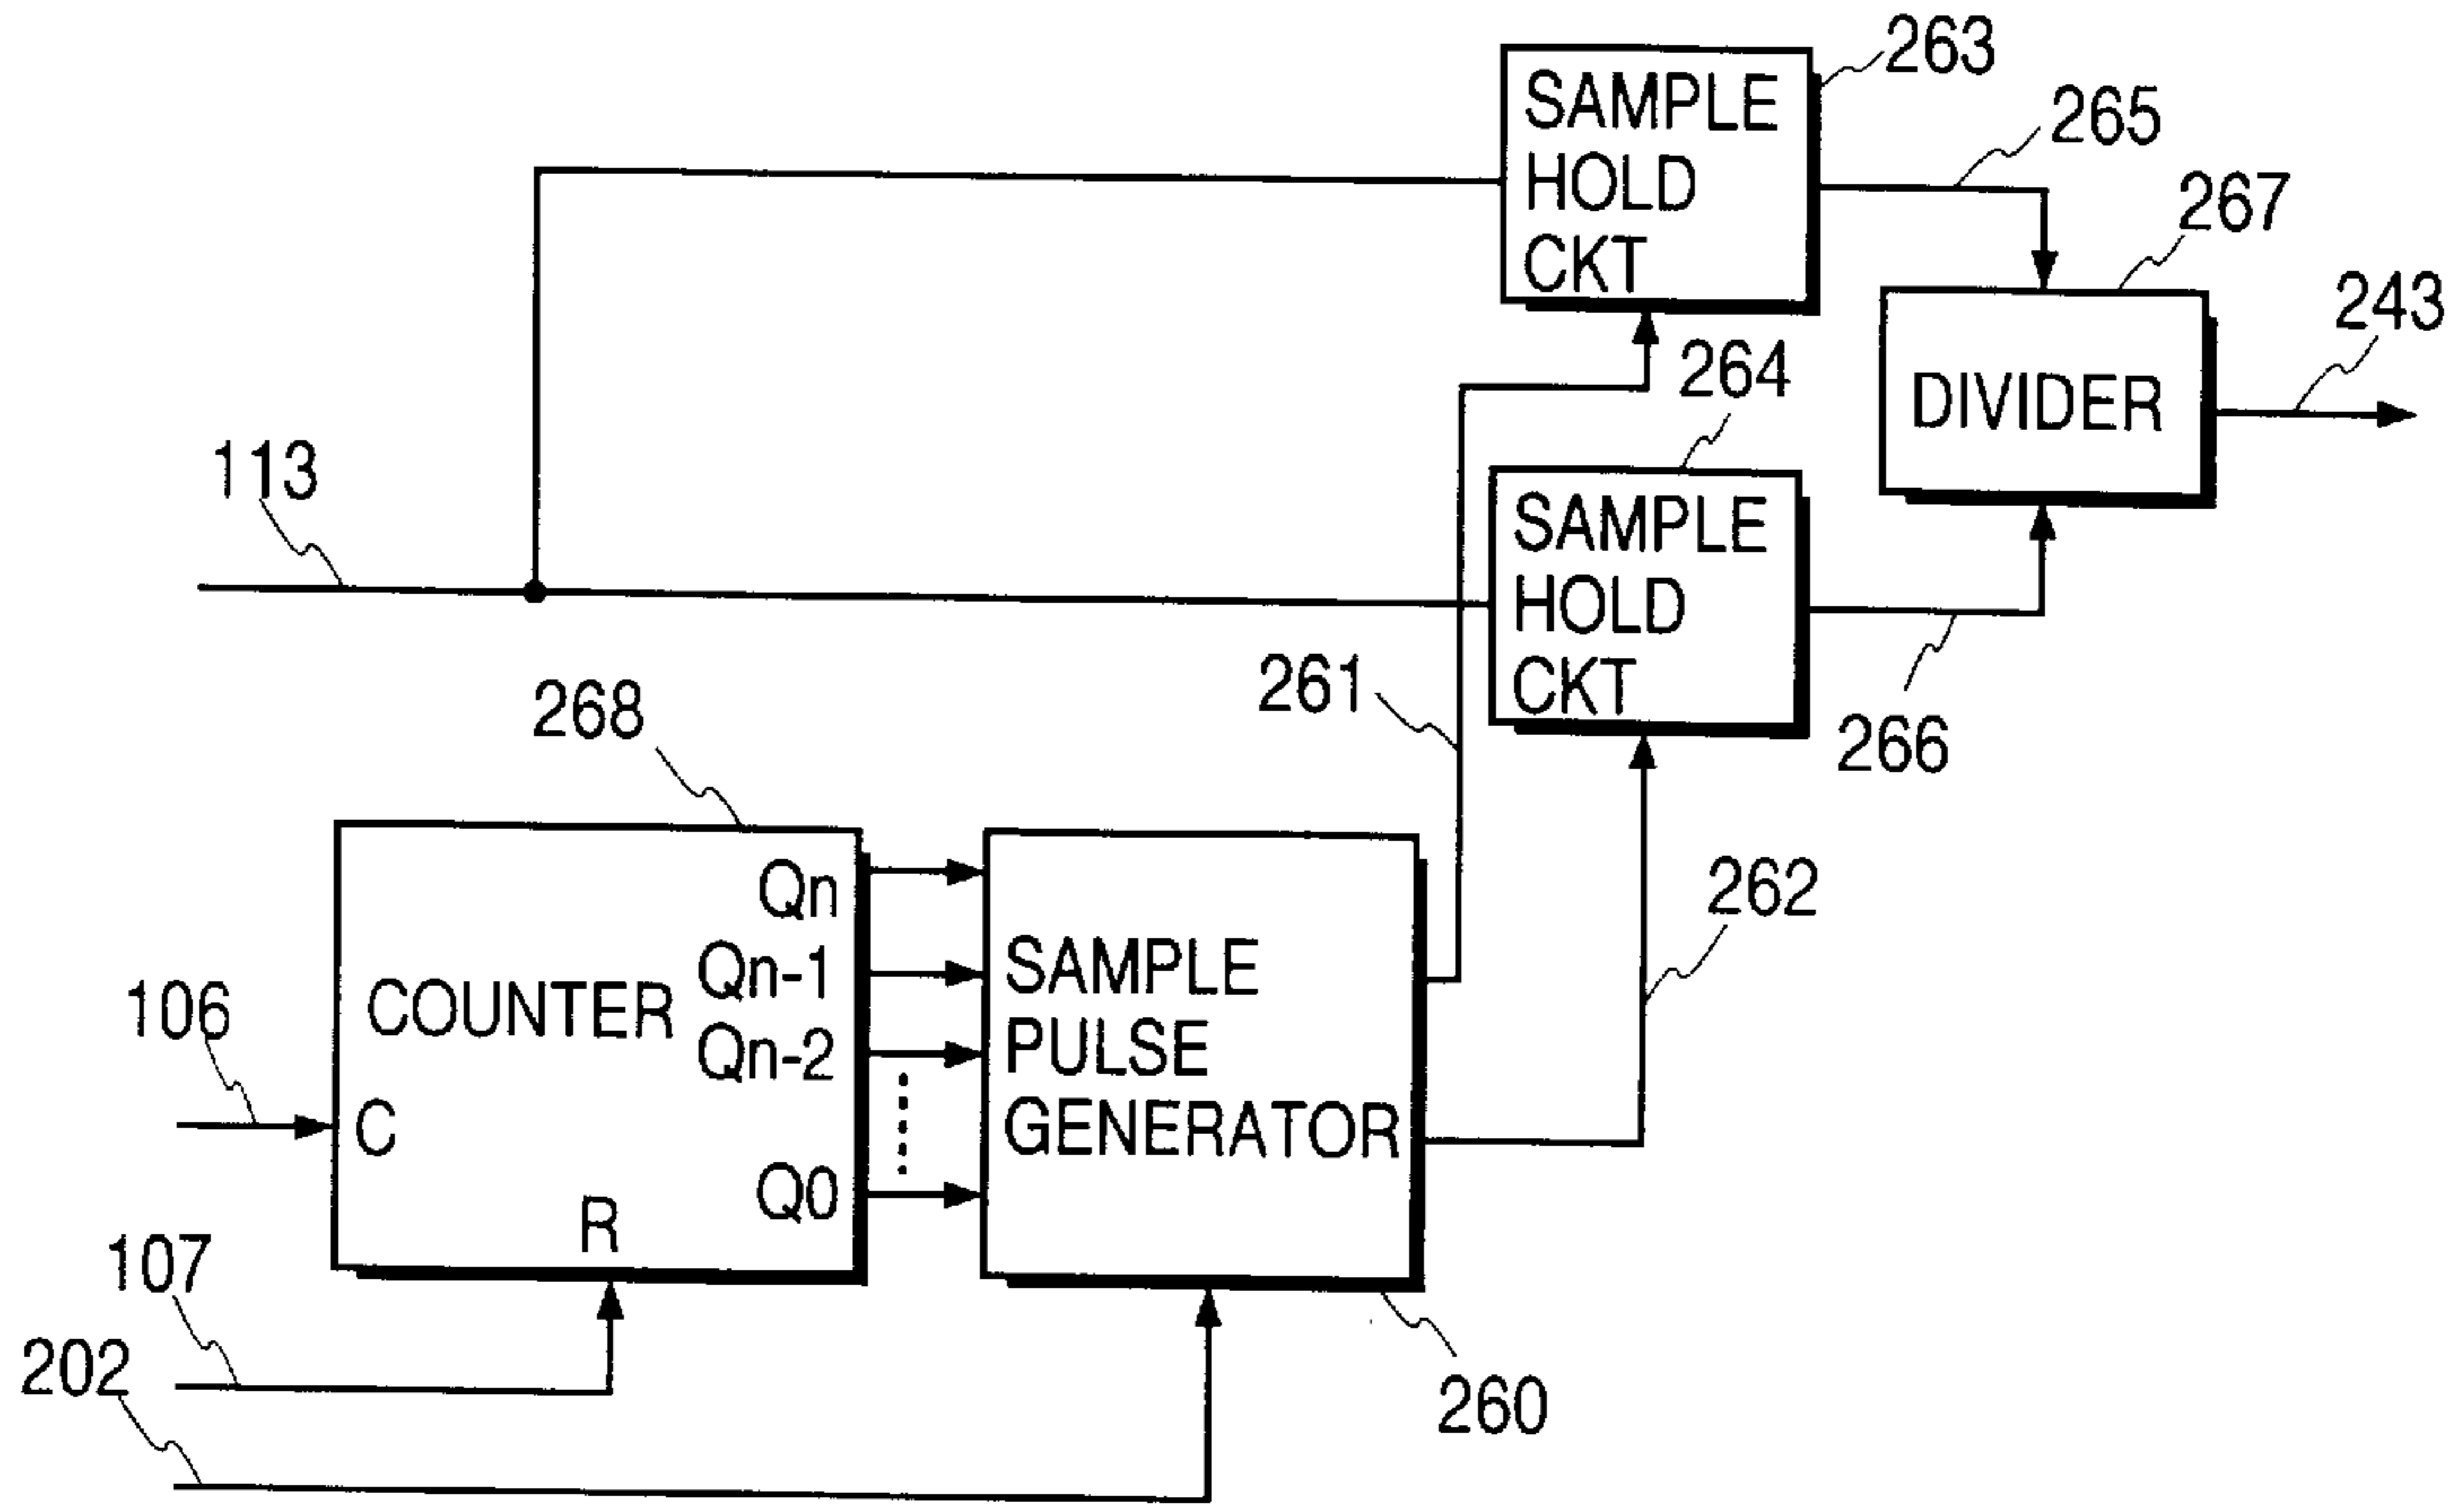 263
SAMPLE
HOLD
CKT
265
267
243
264
DIVIDER
113
SAMPLE
HOLD
CKT
261
266
268
262
Qn
Qn-1
Qn-2
Q0
COUNTER
C
R
SAMPLE
PULSE
GENERATOR
106
107
202
260